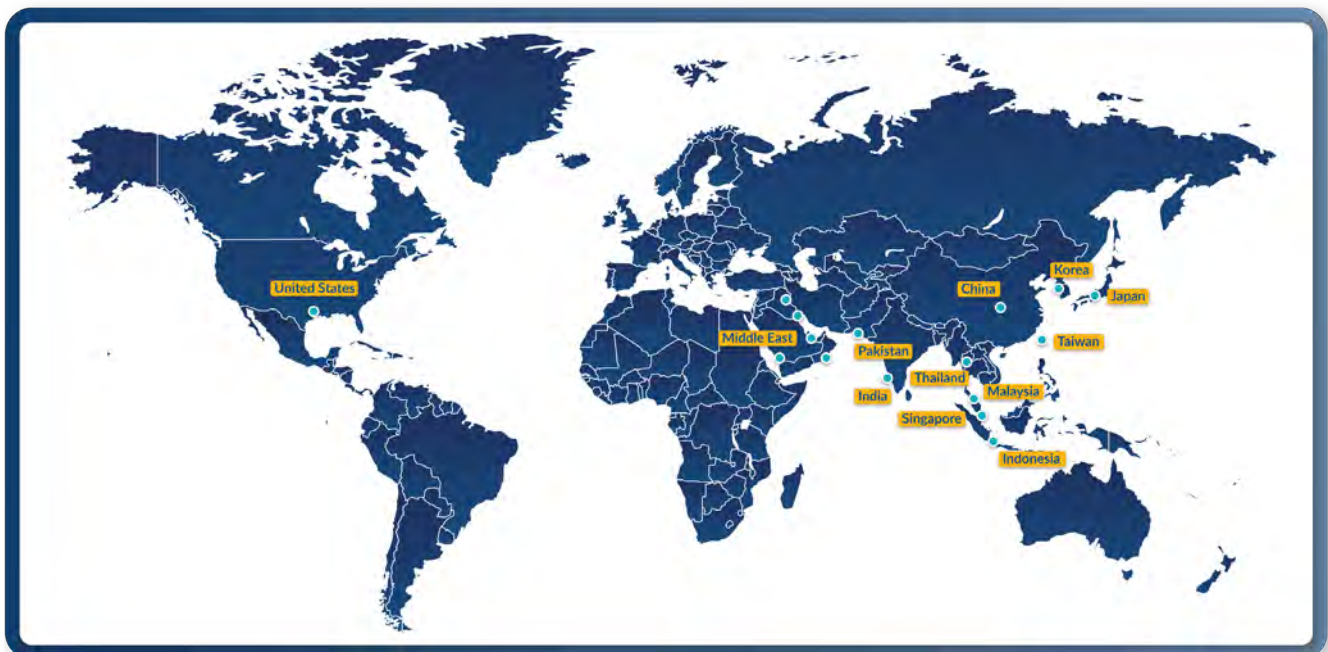 Korea
United States
China
Japan
Middle East
Taiwan
Pakistan
Thailand
Malaysia
India
Singapore
Indonesia